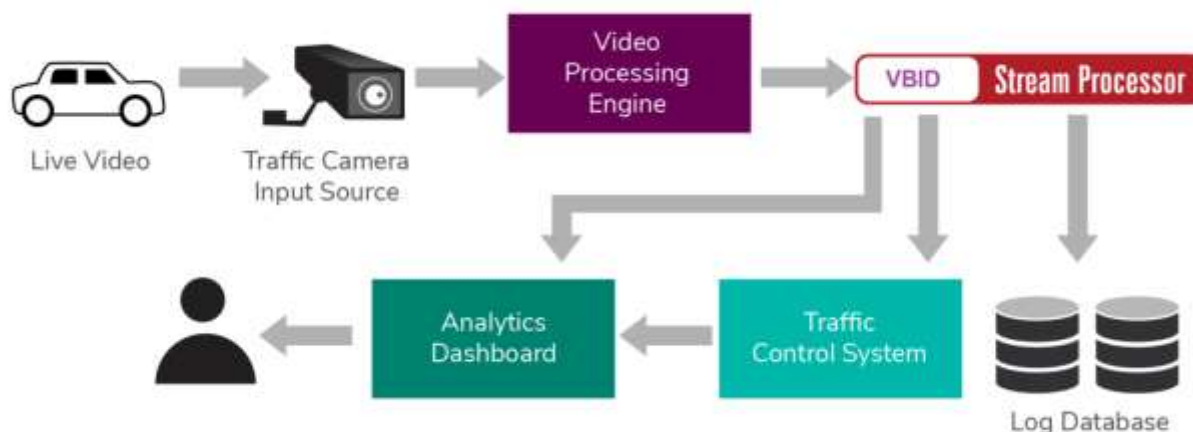 Live Video
Traffic Camera
Input Source
Video
Processing
Engine
VBID Stream Processor
Analytics
Dashboard
Traffic
Control System
Log Database